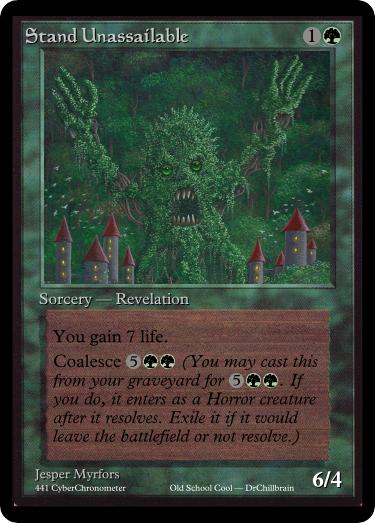 Stand Unassailable 1
Sorcery — Revelation
You gain 7 life.
Coalesce 5 (You may cast this
from your graveyard for 5. If
you do, it enters as a Horror creature
after it resolves. Exile it if it would
leave the battlefield or not resolve.)
Jesper Myrfors
441 CyberChronometer Old School Cool — DrChillbrain
6/4